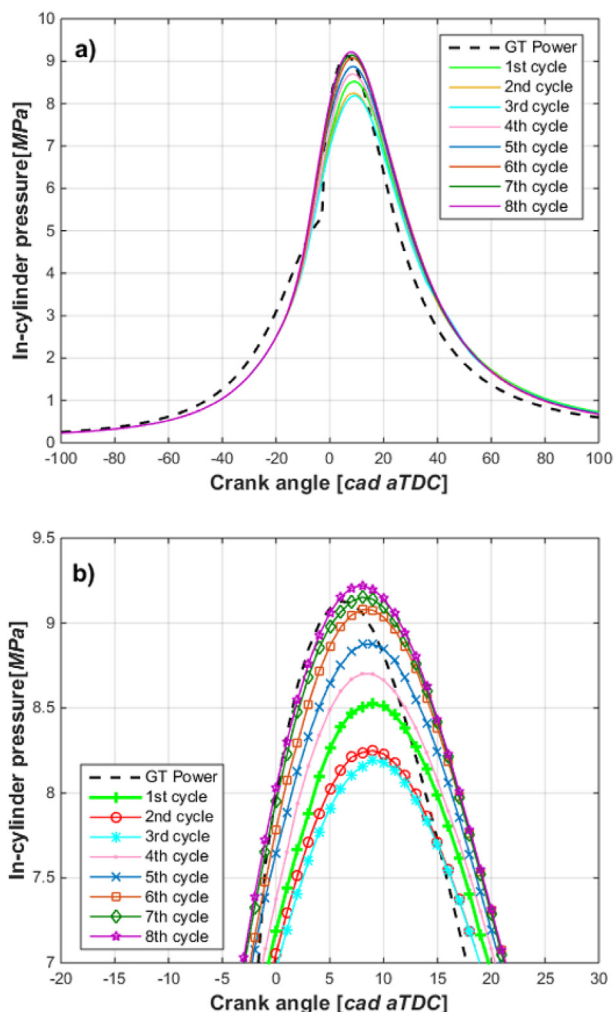 a)
In-cylinder pressure[MPa]
10
9
8
7
6
5
4
3
2
1
0
-100
-80
-60
-40
-20
0
20
40
60
80
100
Crank angle [cad aTDC]
GT Power
1st cycle
2nd cycle
3rd cycle
4th cycle
5th cycle
6th cycle
7th cycle
8th cycle
b)
In-cylinder pressure[MPa]
9.5
9
8.5
8
7.5
7
-20
-15
-10
-5
0
5
10
15
20
25
30
Crank angle [cad aTDC]
GT Power
1st cycle
2nd cycle
3rd cycle
4th cycle
5th cycle
6th cycle
7th cycle
8th cycle